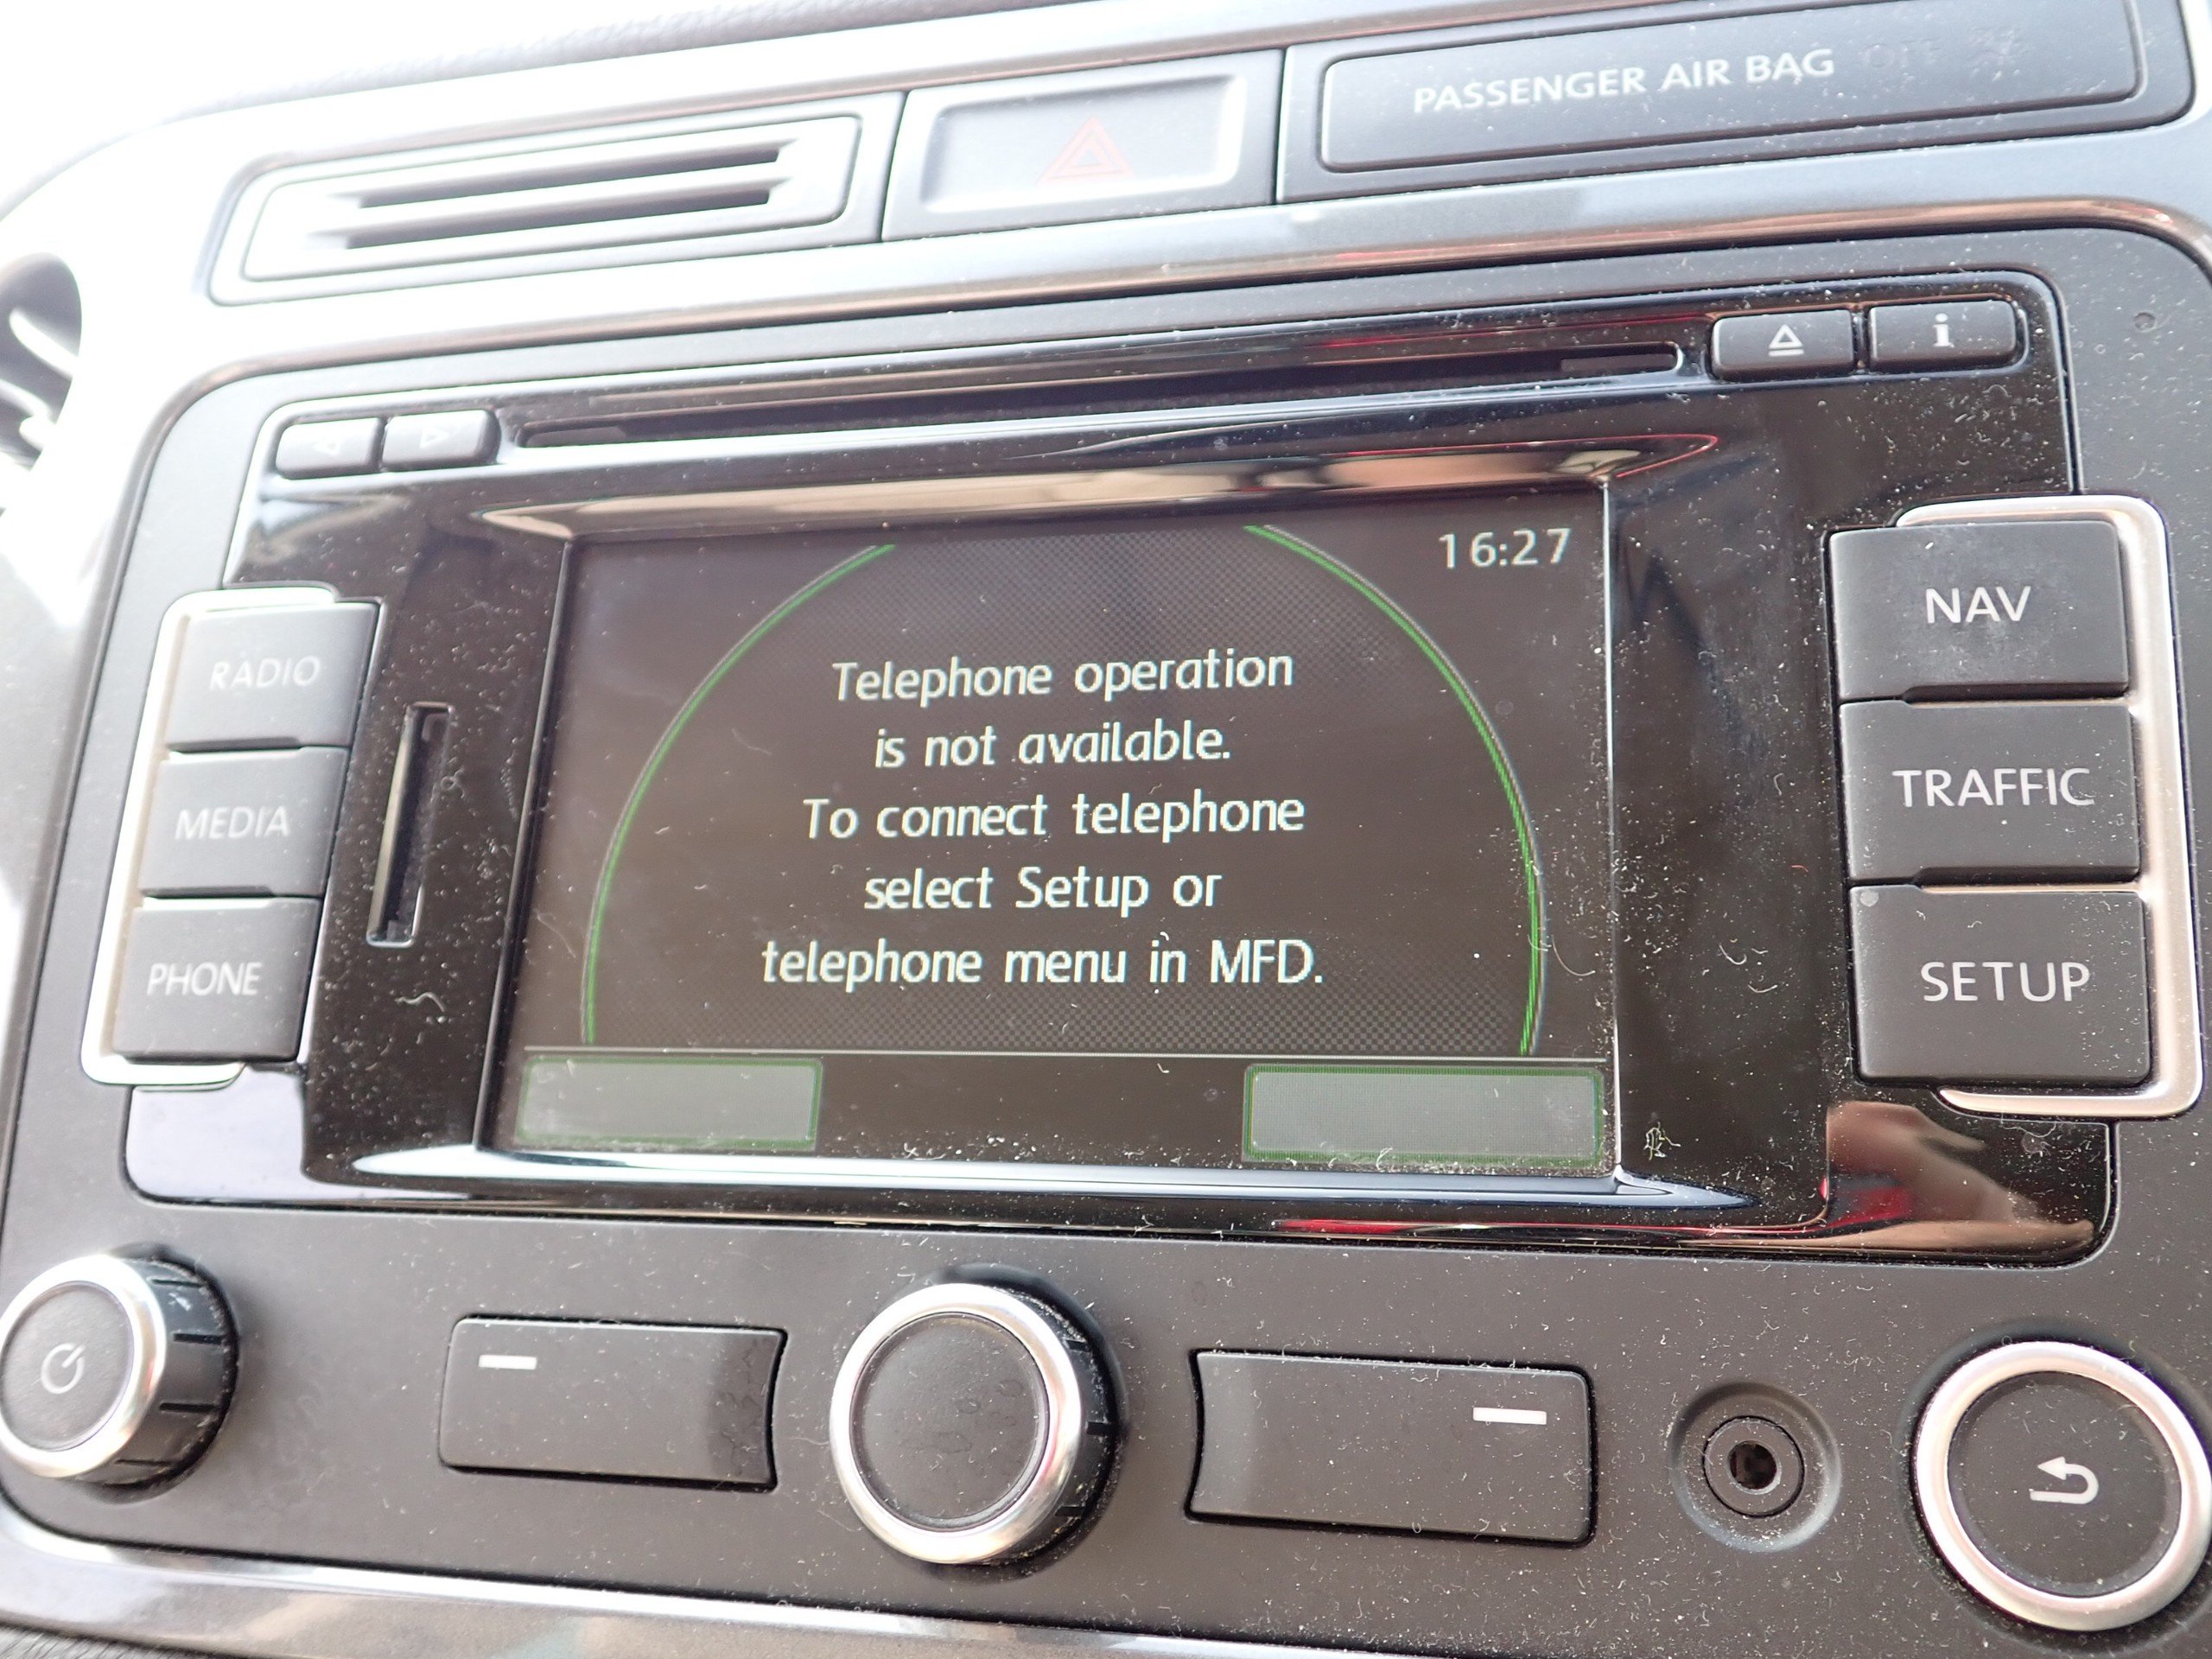 PASSENGER AIR BAG OFF
i
16:27
RADIO
MEDIA
PHONE
Telephone operation
is not available.
To connect telephone
select Setup or
telephone menu in MFD.
NAV
TRAFFIC
SETUP